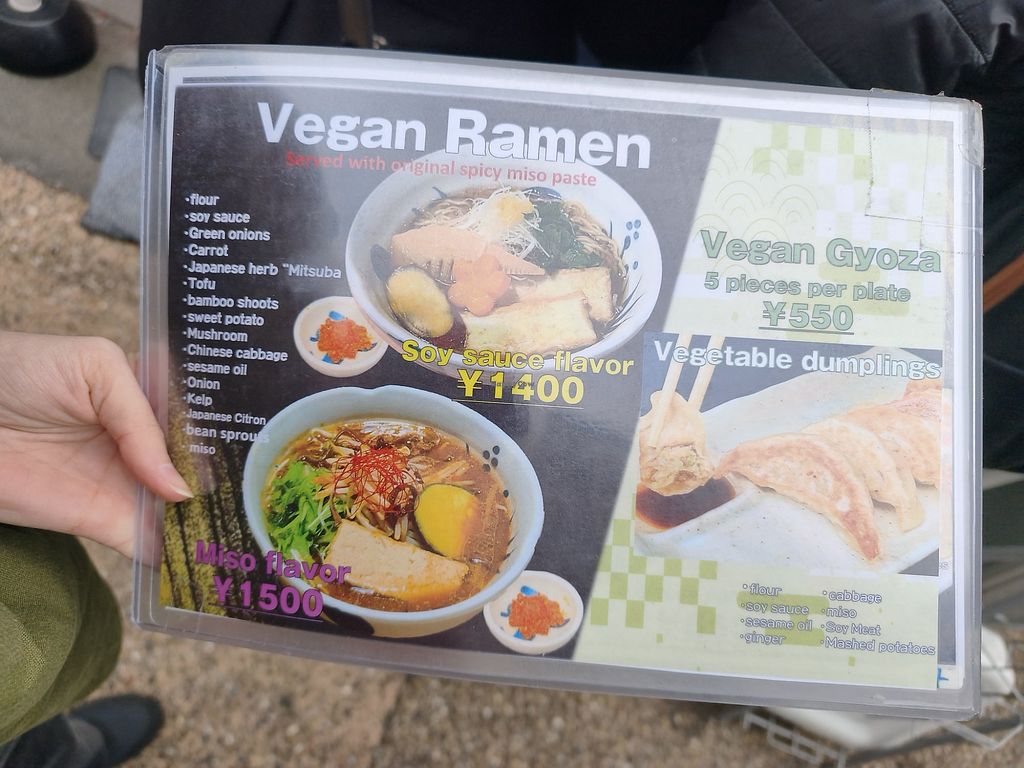 Vegan Ramen
Served with original spicy miso paste
·flour
·soy sauce
·Green onions
·Carrot
·Japanese herb "Mitsuba
·Tofu
·bamboo shoots
·sweet potato
·Mushroom
·Chinese cabbage
·sesame oil
·Onion
·Kelp
Japanese Citron
·bean sprouts
miso
Soy sauce flavor
¥1400
Miso flavor
¥1500
Vegan Gyoza
5 pieces per plate
¥550
Vegetable dumplings
·flour
·soy sauce
·sesame oil
·ginger
·cabbage
·miso
·Soy Meat
·Mashed potatoes